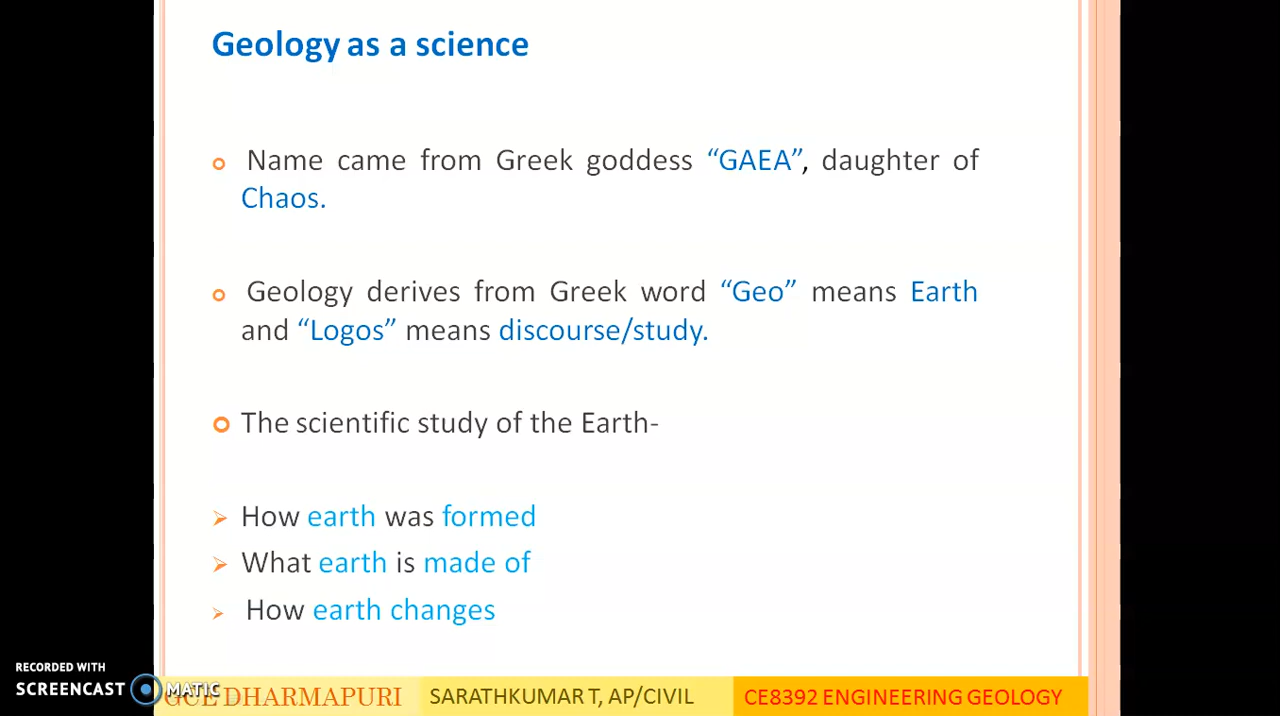 Geology as a science
Name came from Greek goddess “GAEA”, daughter of
Chaos.
Geology derives from Greek word “Geo” means Earth
and “Logos” means discourse/study.
The scientific study of the Earth-
How earth was formed
What earth is made of
How earth changes
RECORDED WITH
SCREENCAST MATIC
GCE DHARMAPURI
SARATHKUMAR T, AP/CIVIL
CE8392 ENGINEERING GEOLOGY